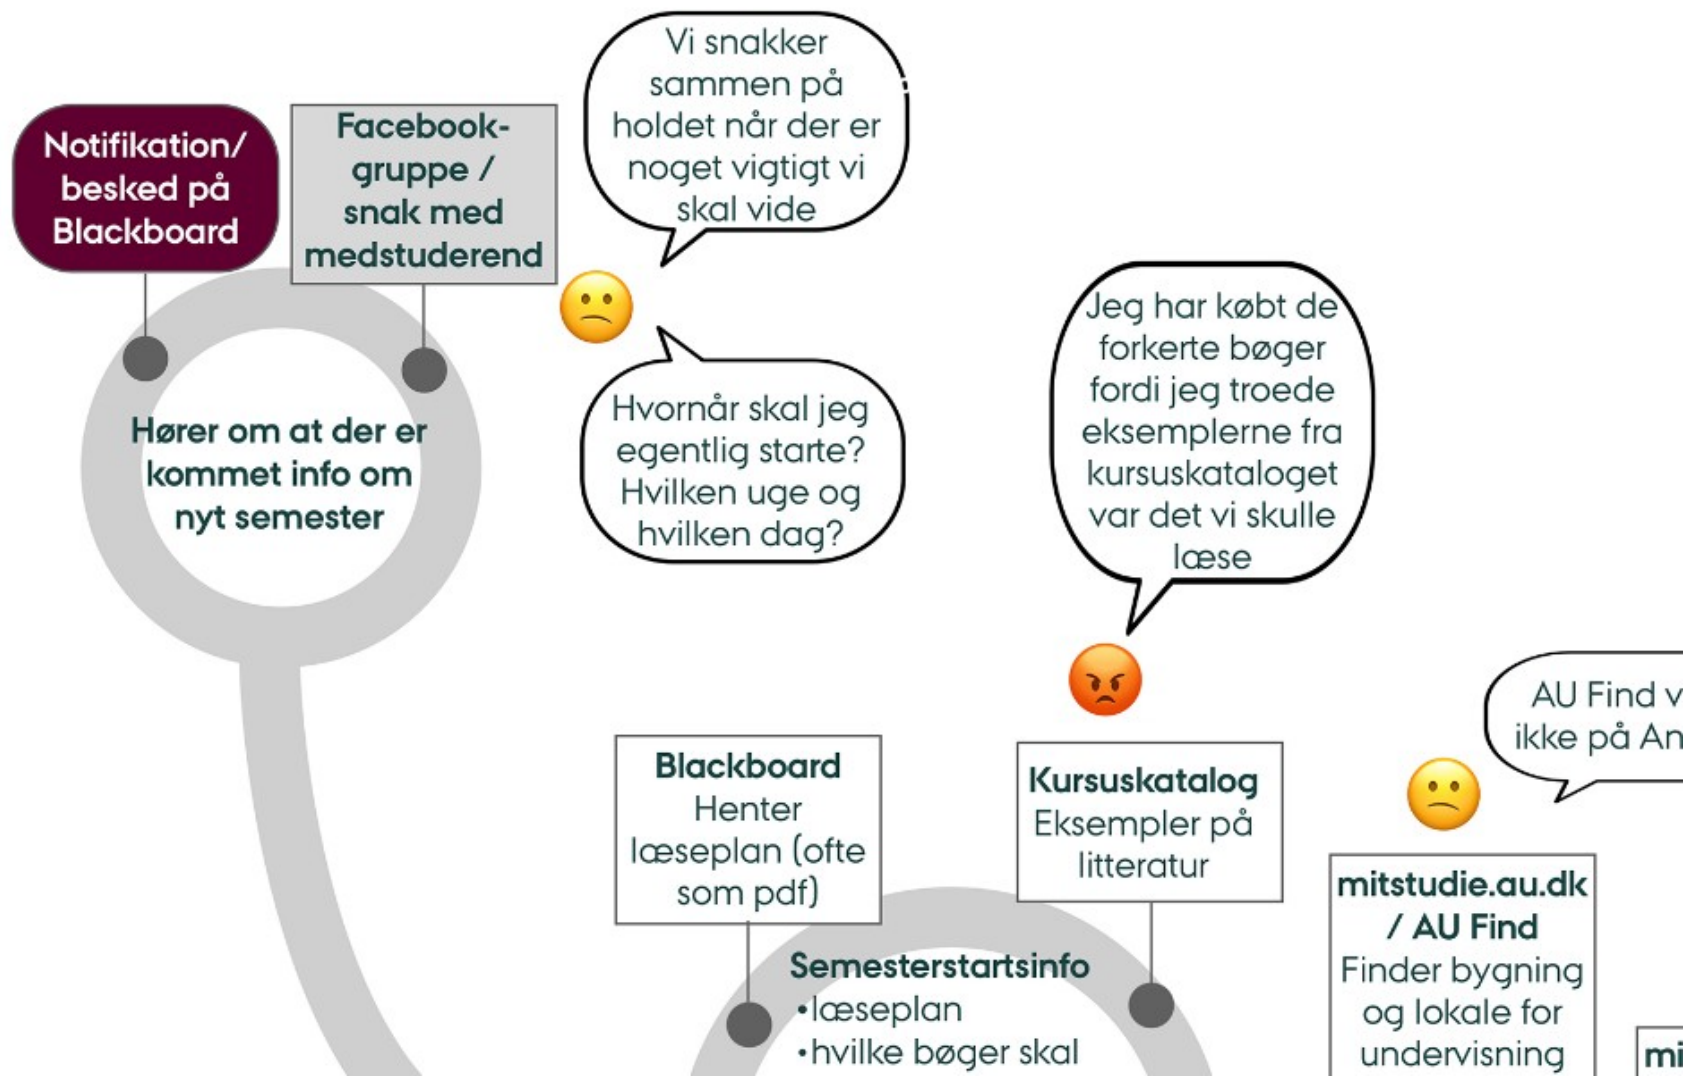 Notifikation/
besked på
Blackboard
Facebook-
gruppe /
snak med
medstuderend
Vi snakker
sammen på
holdet når der er
noget vigtigt vi
skal vide
Hører om at der er
kommet info om
nyt semester
Hvornår skal jeg
egentlig starte?
Hvilken uge og
hvilken dag?
Jeg har købt de
forkerte bøger
fordi jeg troede
eksemplerne fra
kursuskataloget
var det vi skulle
læse
AU Find v
ikke på An
Blackboard
Henter
læseplan (ofte
som pdf)
Kursuskatalog
Eksempler på
litteratur
mitstudie.au.dk
/ AU Find
Finder bygning
og lokale for
undervisning
Semesterstartsinfo
•læseplan
•hvilke bøger skal
mi